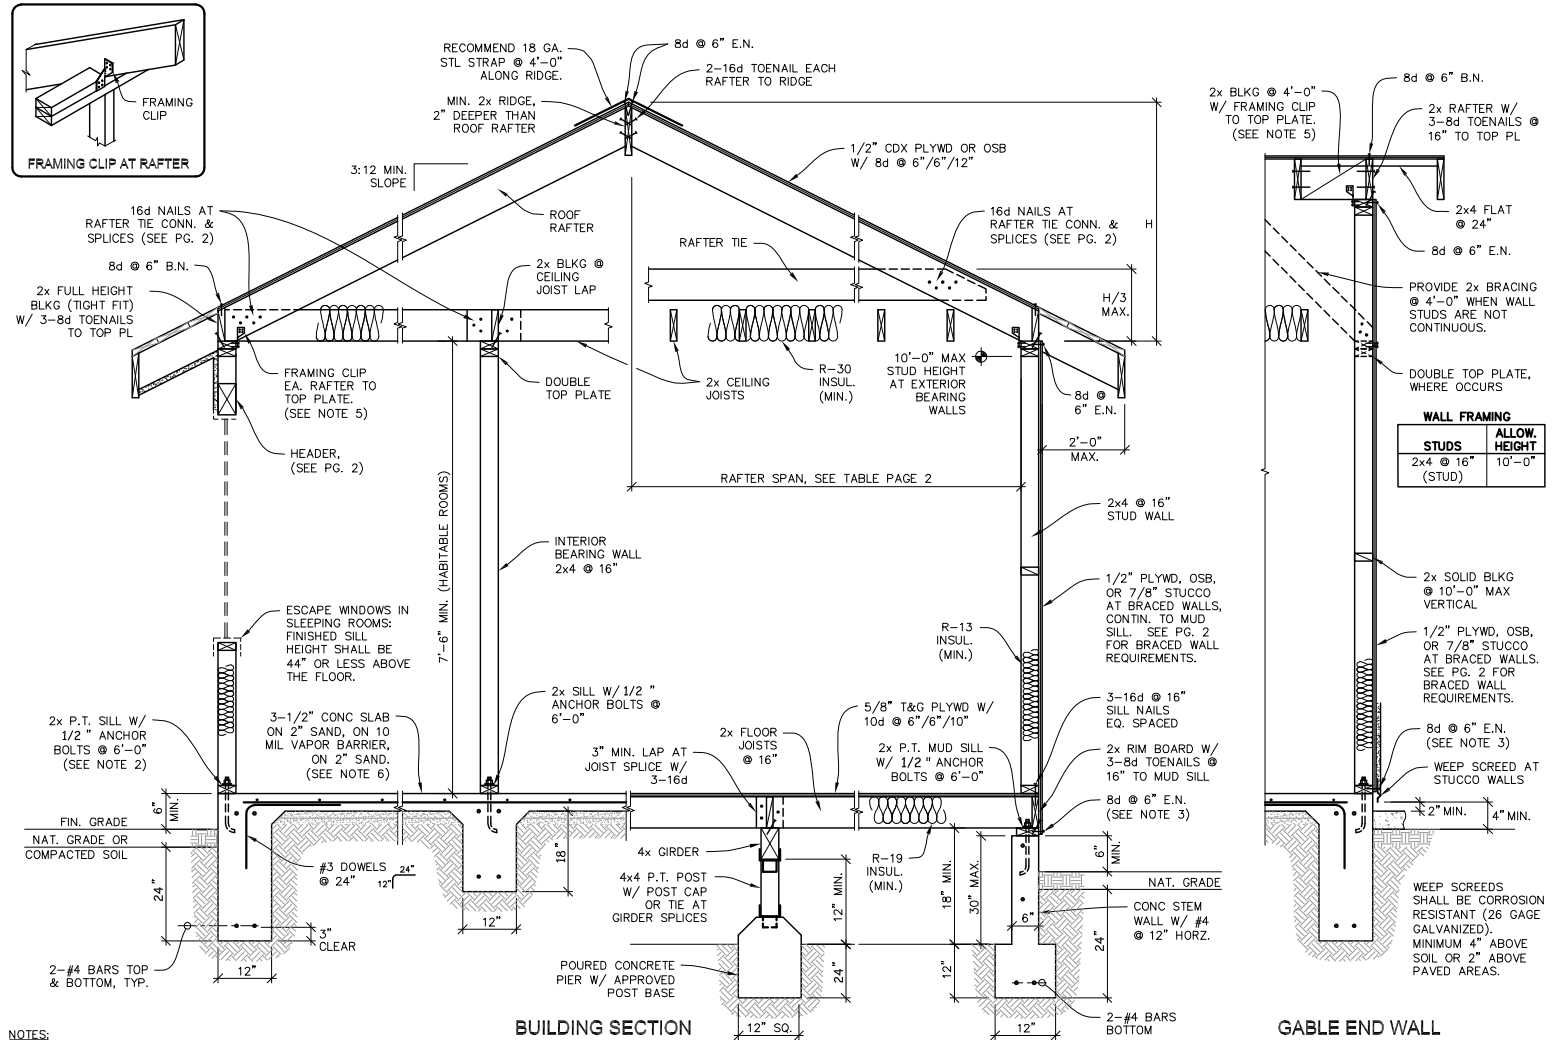 FRAMING
CLIP
FRAMING CLIP AT RAFTER
RECOMMEND 18 GA.
STL STRAP @ 4'-0"
ALONG RIDGE.
8d @ 6" E.N.
2-16d TOENAIL EACH
RAFTER TO RIDGE
MIN. 2x RIDGE,
2" DEEPER THAN
ROOF RAFTER
1/2" CDX PLYWD OR OSB
W/ 8d @ 6"/6"/12"
3:12 MIN.
SLOPE
16d NAILS AT
RAFTER TIE CONN. &
SPLICES (SEE PG. 2)
ROOF
RAFTER
RAFTER TIE
16d NAILS AT
RAFTER TIE CONN. &
SPLICES (SEE PG. 2)
H
8d @ 6" B.N.
2x BLKG @
CEILING
JOIST LAP
2x FULL HEIGHT
BLKG (TIGHT FIT)
W/ 3-8d TOENAILS
TO TOP PL
H/3
MAX.
FRAMING CLIP
EA. RAFTER TO
TOP PLATE.
(SEE NOTE 5)
DOUBLE
TOP PLATE
2x CEILING
JOISTS
R-30
INSUL.
(MIN.)
10'-0" MAX
STUD HEIGHT
AT EXTERIOR
BEARING
WALLS
8d @
6" E.N.
HEADER,
(SEE PG. 2)
2'-0"
MAX.
RAFTER SPAN, SEE TABLE PAGE 2
7'-6" MIN. (HABITABLE ROOMS)
2x4 @ 16"
STUD WALL
INTERIOR
BEARING WALL
2x4 @ 16"
ESCAPE WINDOWS IN
SLEEPING ROOMS:
FINISHED SILL
HEIGHT SHALL BE
44" OR LESS ABOVE
THE FLOOR.
R-13
INSUL.
(MIN.)
1/2" PLYWD, OSB,
OR 7/8" STUCCO
AT BRACED WALLS,
CONTIN. TO MUD
SILL. SEE PG. 2
FOR BRACED WALL
REQUIREMENTS.
2x P.T. SILL W/
1/2 " ANCHOR
BOLTS @ 6'-0"
(SEE NOTE 2)
3-1/2" CONC SLAB
ON 2" SAND, ON 10
MIL VAPOR BARRIER,
ON 2" SAND.
(SEE NOTE 6)
2x SILL W/ 1/2 "
ANCHOR BOLTS @
6'-0"
3" MIN. LAP AT
JOIST SPLICE W/
3-16d
2x FLOOR
JOISTS
@ 16"
5/8" T&G PLYWD W/
10d @ 6"/6"/10"
2x P.T. MUD SILL
W/ 1/2 " ANCHOR
BOLTS @ 6'-0"
3-16d @ 16"
SILL NAILS
EQ. SPACED
2x RIM BOARD W/
3-8d TOENAILS @
16" TO MUD SILL
8d @ 6" E.N.
(SEE NOTE 3)
6"
MIN.
FIN. GRADE
NAT. GRADE OR
COMPACTED SOIL
24"
#3 DOWELS
@ 24"
24"
12"
18"
4x GIRDER
4x4 P.T. POST
W/ POST CAP
OR TIE AT
GIRDER SPLICES
12" MIN.
R-19
INSUL.
(MIN.)
18" MIN.
30" MAX.
6"
MIN.
NAT. GRADE
CONC STEM
WALL W/ #4
@ 12" HORZ.
6"
24"
3"
CLEAR
2-#4 BARS TOP
& BOTTOM, TYP.
12"
12"
POURED CONCRETE
PIER W/ APPROVED
POST BASE
24"
12"
12" SQ.
12"
2-#4 BARS
BOTTOM
BUILDING SECTION
NOTES:
8d @ 6" B.N.
2x BLKG @ 4'-0"
W/ FRAMING CLIP
TO TOP PLATE.
(SEE NOTE 5)
2x RAFTER W/
3-8d TOENAILS @
16" TO TOP PL
2x4 FLAT
@ 24"
8d @ 6" E.N.
PROVIDE 2x BRACING
@ 4'-0" WHEN WALL
STUDS ARE NOT
CONTINUOUS.
DOUBLE TOP PLATE,
WHERE OCCURS
WALL FRAMING
STUDS
ALLOW.
HEIGHT
2x4 @ 16"
(STUD)
10'-0"
2x SOLID BLKG
@ 10'-0" MAX
VERTICAL
1/2" PLYWD, OSB,
OR 7/8" STUCCO
AT BRACED WALLS.
SEE PG. 2 FOR
BRACED WALL
REQUIREMENTS.
8d @ 6" E.N.
(SEE NOTE 3)
WEEP SCREED AT
STUCCO WALLS
2" MIN.
4" MIN.
WEEP SCREEDS
SHALL BE CORROSION
RESISTANT (26 GAGE
GALVANIZED).
MINIMUM 4" ABOVE
SOIL OR 2" ABOVE
PAVED AREAS.
GABLE END WALL